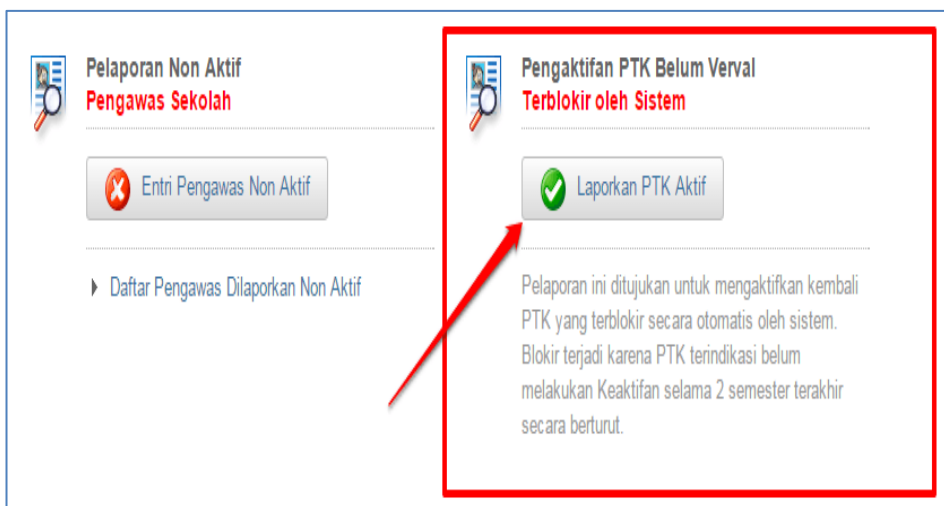 Pelaporan Non Aktif
Pengawas Sekolah
Entri Pengawas Non Aktif
Daftar Pengawas Dilaporkan Non Aktif
Pengaktifan PTK Belum Verval
Terblokir oleh Sistem
Laporkan PTK Aktif
Pelaporan ini ditujukan untuk mengaktifkan kembali
PTK yang terblokir secara otomatis oleh sistem.
Blokir terjadi karena PTK terindikasi belum
melakukan Keaktifan selama 2 semester terakhir
secara berturut.